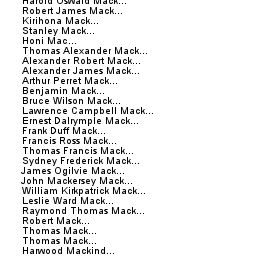 Harold Oswald Mack...
Robert James Mack...
Kirihona Mack...
Stanley Mack...
Honi Mac...
Thomas Alexander Mack...
Alexander Robert Mack...
Alexander James Mack...
Arthur Perret Mack...
Benjamin Mack...
Bruce Wilson Mack...
Lawrence Campbell Mack...
Ernest Dalrymple Mack...
Frank Duff Mack...
Francis Ross Mack...
Thomas Francis Mack...
Sydney Frederick Mack...
James Ogilvie Mack...
John Mackersey Mack...
William Kirkpatrick Mack...
Leslie Ward Mack...
Raymond Thomas Mack...
Robert Mack...
Thomas Mack...
Thomas Mack...
Harwood Mackind...